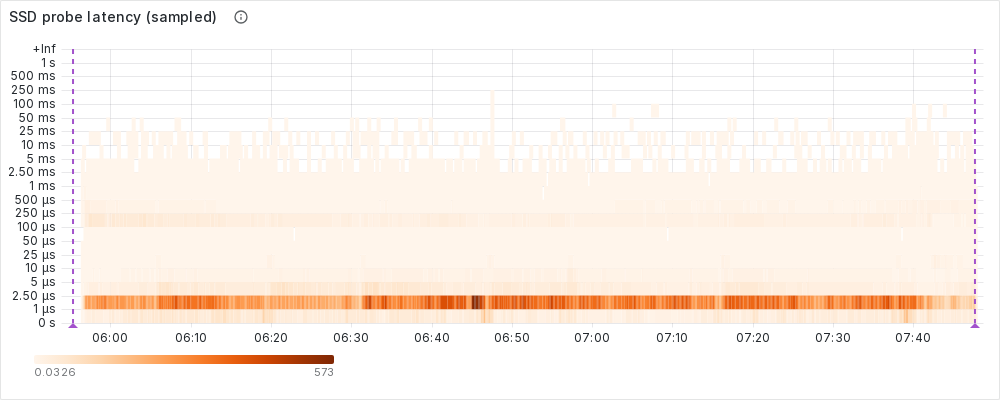 SSD probe latency (sampled)
+Inf
1 s
500 ms
250 ms
100 ms
50 ms
25 ms
10 ms
5 ms
2.50 ms
1 ms
500 µs
250 µs
100 µs
50 µs
25 µs
10 µs
5 µs
2.50 µs
1 µs
0 s
06:00 06:10 06:20 06:30 06:40 06:50 07:00 07:10 07:20 07:30 07:40
0.0326 573